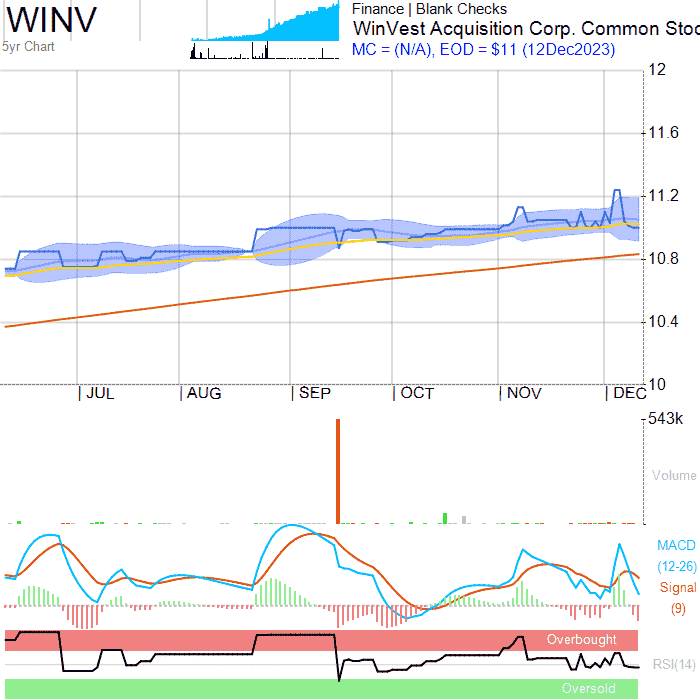 WINV
5yr Chart
Finance | Blank Checks
WinVest Acquisition Corp. Common Stoc
MC = (N/A), EOD = $11 (12Dec2023)
12
11.6
11.2
10.8
10.4
10
| JUL
| AUG
| SEP
| OCT
| NOV
| DEC
543k
Volume
MACD
(12-26)
Signal
(9)
Overbought
RSI(14)
Oversold